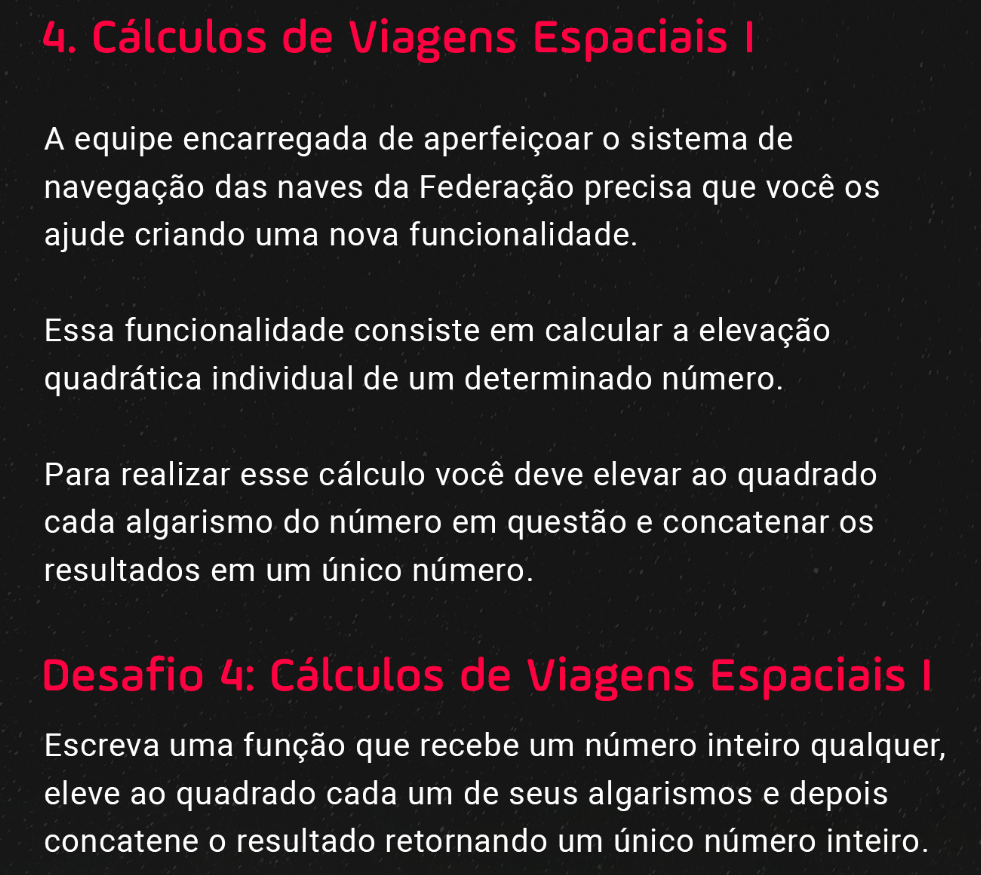 4. Cálculos de Viagens Espaciais I
A equipe encarregada de aperfeiçoar o sistema de
navegação das naves da Federação precisa que você os
ajude criando uma nova funcionalidade.
Essa funcionalidade consiste em calcular a elevação
quadrática individual de um determinado número.
Para realizar esse cálculo você deve elevar ao quadrado
cada algarismo do número em questão e concatenar os
resultados em um único número.
Desafio 4: Cálculos de Viagens Espaciais I
Escreva uma função que recebe um número inteiro qualquer,
eleve ao quadrado cada um de seus algarismos e depois
concatene o resultado retornando um único número inteiro.